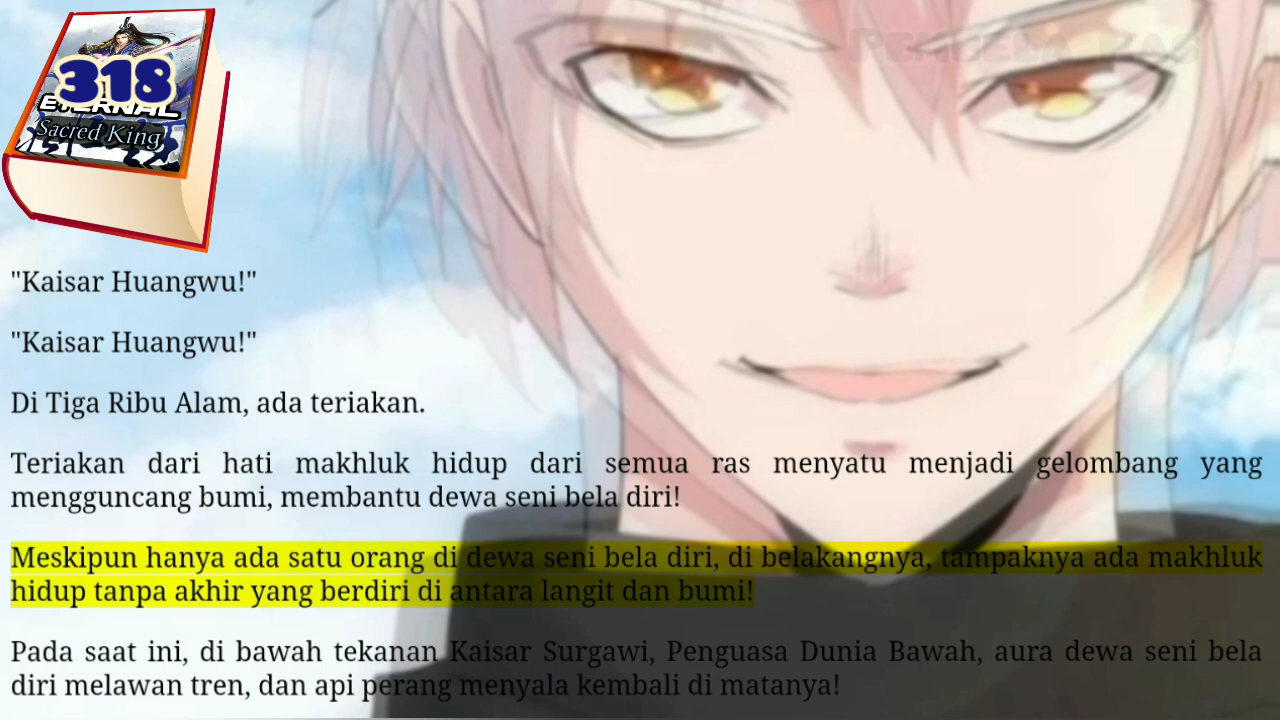 PEMBELA
318
ETERNAL
Sacred King
"Kaisar Huangwu!"
"Kaisar Huangwu!"
Di Tiga Ribu Alam, ada teriakan.
Teriakan dari hati makhluk hidup dari semua ras menyatu menjadi gelombang yang
mengguncang bumi, membantu dewa seni bela diri!
Meskipun hanya ada satu orang di dewa seni bela diri, di belakangnya, tampaknya ada makhluk
hidup tanpa akhir yang berdiri di antara langit dan bumi!
Pada saat ini, di bawah tekanan Kaisar Surgawi, Penguasa Dunia Bawah, aura dewa seni bela
diri melawan tren, dan api perang menyala kembali di matanya!